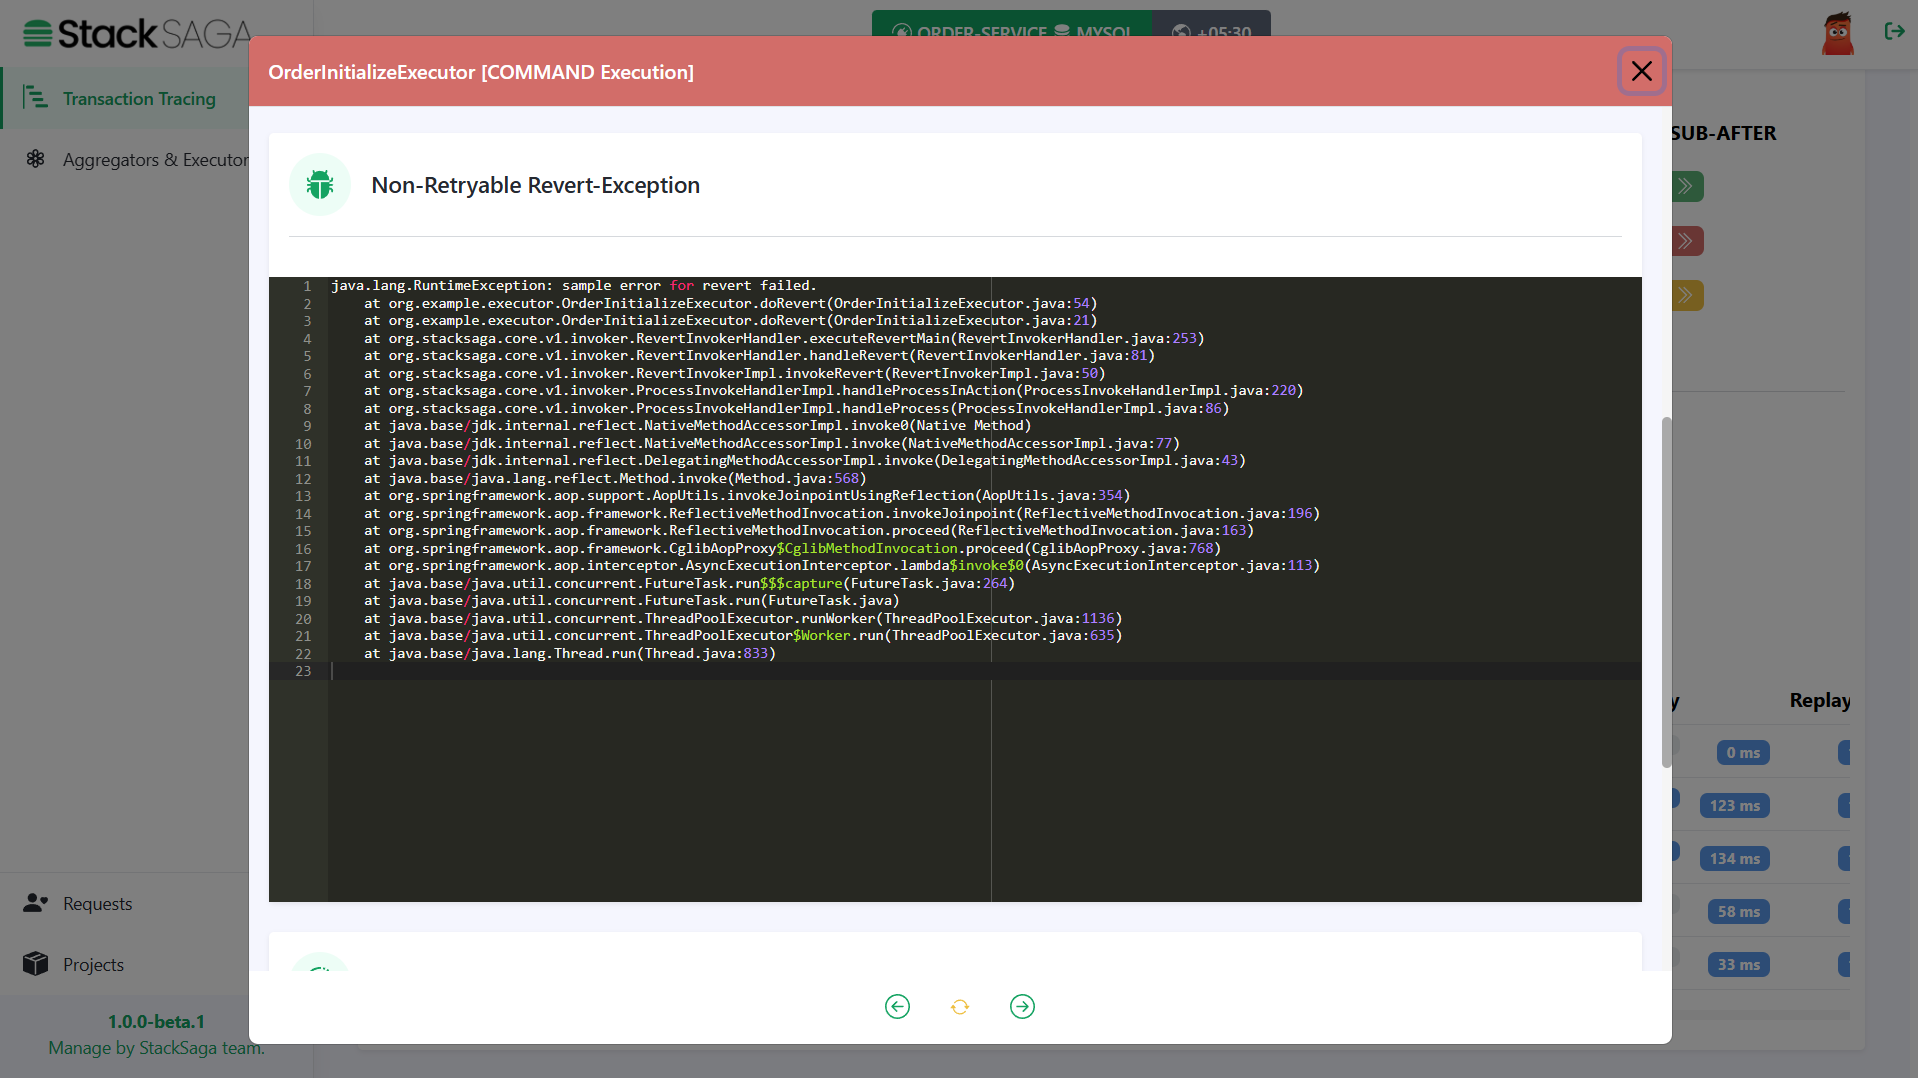 StackSAGA
ORDER-SERVICE MYSQL
+05:30
Transaction Tracing
Aggregators & Executor
OrderInitializeExecutor [COMMAND Execution]
SUB-AFTER
Non-Retryable Revert-Exception
1 java.lang.RuntimeException: sample error for revert failed.
2 at org.example.executor.OrderInitializeExecutor.doRevert(OrderInitializeExecutor.java:54)
3 at org.example.executor.OrderInitializeExecutor.doRevert(OrderInitializeExecutor.java:21)
4 at org.stacksaga.core.v1.invoker.RevertInvokerHandler.executeRevertMain(RevertInvokerHandler.java:253)
5 at org.stacksaga.core.v1.invoker.RevertInvokerHandler.handleRevert(RevertInvokerHandler.java:81)
6 at org.stacksaga.core.v1.invoker.RevertInvokerImpl.invokeRevert(RevertInvokerImpl.java:50)
7 at org.stacksaga.core.v1.invoker.ProcessInvokeHandlerImpl.handleProcessInAction(ProcessInvokeHandlerImpl.java:220)
8 at org.stacksaga.core.v1.invoker.ProcessInvokeHandlerImpl.handleProcess(ProcessInvokeHandlerImpl.java:86)
9 at java.base/jdk.internal.reflect.NativeMethodAccessorImpl.invoke0(Native Method)
10 at java.base/jdk.internal.reflect.NativeMethodAccessorImpl.invoke(NativeMethodAccessorImpl.java:77)
11 at java.base/jdk.internal.reflect.DelegatingMethodAccessorImpl.invoke(DelegatingMethodAccessorImpl.java:43)
12 at java.base/java.lang.reflect.Method.invoke(Method.java:568)
13 at org.springframework.aop.support.AopUtils.invokeJoinpointUsingReflection(AopUtils.java:354)
14 at org.springframework.aop.framework.ReflectiveMethodInvocation.invokeJoinpoint(ReflectiveMethodInvocation.java:196)
15 at org.springframework.aop.framework.ReflectiveMethodInvocation.proceed(ReflectiveMethodInvocation.java:163)
16 at org.springframework.aop.framework.CglibAopProxy$CglibMethodInvocation.proceed(CglibAopProxy.java:768)
17 at org.springframework.aop.interceptor.AsyncExecutionInterceptor.lambda$invoke$0(AsyncExecutionInterceptor.java:113)
18 at java.base/java.util.concurrent.FutureTask.run$$$capture(FutureTask.java:264)
19 at java.base/java.util.concurrent.FutureTask.run(FutureTask.java)
20 at java.base/java.util.concurrent.ThreadPoolExecutor.runWorker(ThreadPoolExecutor.java:1136)
21 at java.base/java.util.concurrent.ThreadPoolExecutor$Worker.run(ThreadPoolExecutor.java:635)
22 at java.base/java.lang.Thread.run(Thread.java:833)
23
y Replay
0 ms
123 ms
134 ms
58 ms
33 ms
Requests
Projects
1.0.0-beta.1
Manage by StackSaga team.